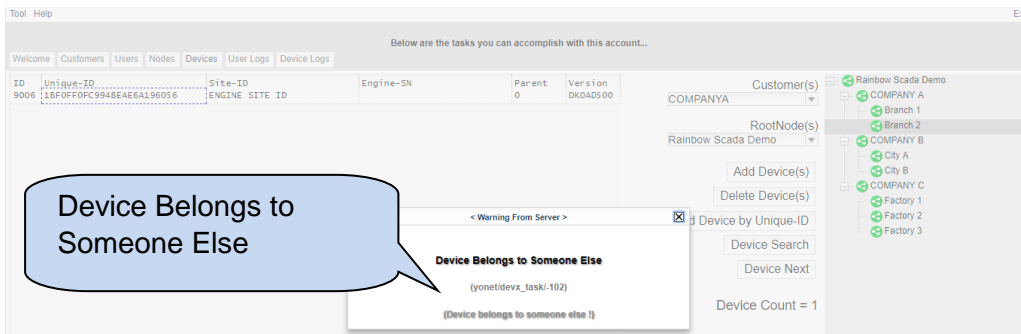 Tool Help
Below are the tasks you can accomplish with this account...
Welcome Customers Users Nodes Devices User Logs Device Logs
ID Unique-ID Site-ID Engine-SN Parent Version
9006 1BF0FF0FC994BEAE6A196056 ENGINE SITE ID 0 DKOAD500
Customer(s)
COMPANYA
RootNode(s)
Rainbow Scada Demo
Add Device(s)
Delete Device(s)
Device by Unique-ID
Device Search
Device Next
Device Count = 1
Rainbow Scada Demo
COMPANY A
Branch 1
Branch 2
COMPANY B
City A
City B
COMPANY C
Factory 1
Factory 2
Factory 3
Device Belongs to
Someone Else
< Warning From Server >
Device Belongs to Someone Else
(yonet/devx_task/-102)
(Device belongs to someone else !)